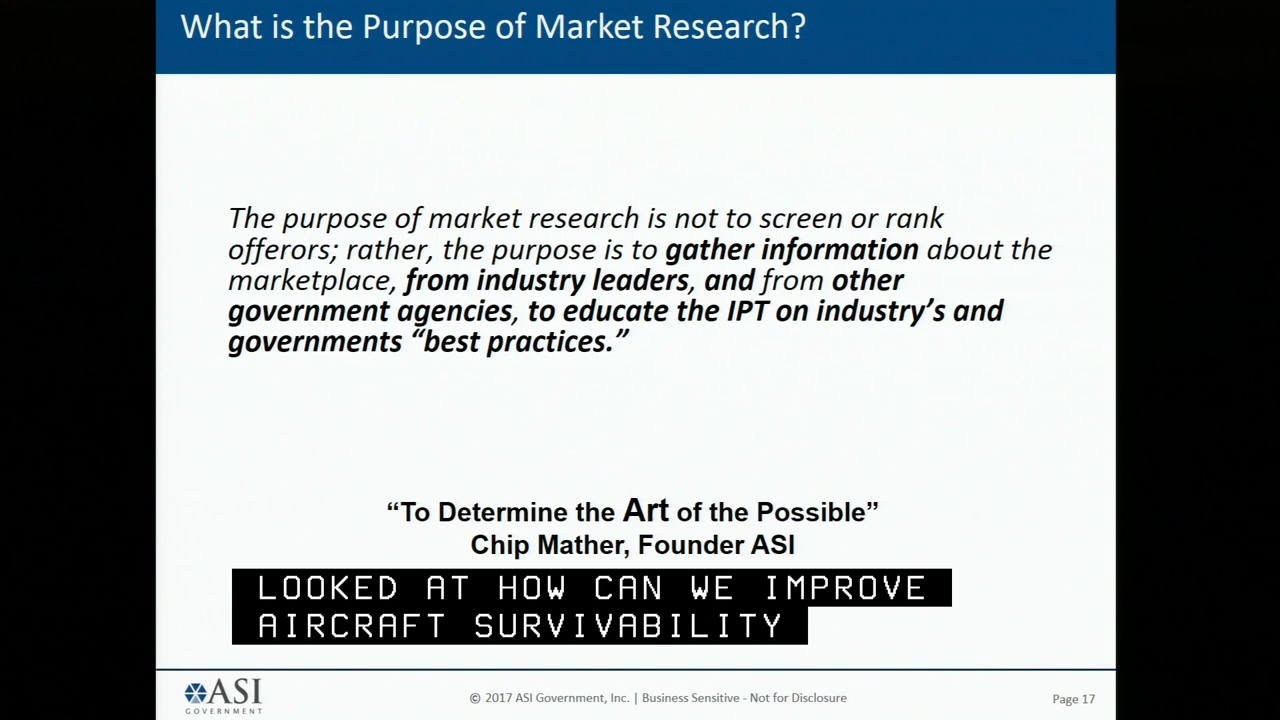 What is the Purpose of Market Research?
The purpose of market research is not to screen or rank
offerors; rather, the purpose is to gather information about the
marketplace, from industry leaders, and from other
government agencies, to educate the IPT on industry’s and
governments “best practices.”
“To Determine the Art of the Possible”
Chip Mather, Founder ASI
LOOKED AT HOW CAN WE IMPROVE
AIRCRAFT SURVIVABILITY
ASI
GOVERNMENT
© 2017 ASI Government, Inc. | Business Sensitive - Not for Disclosure
Page 17